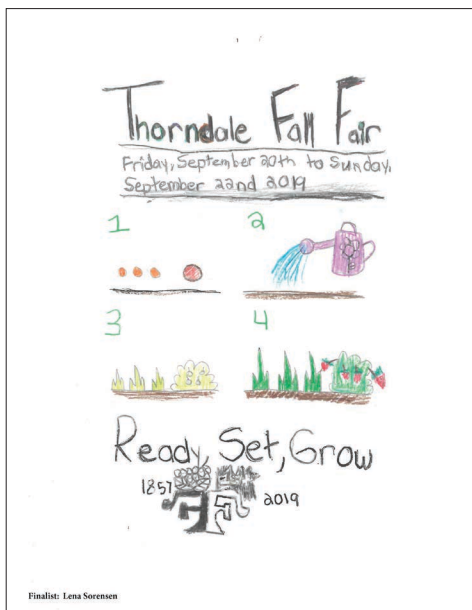 Thorndale Fall Fair
Friday, September 20th to Sunday,
September 22nd 2019
1 2
3 4
Ready, Set, Grow
1857 2019
Finalist: Lena Sorensen